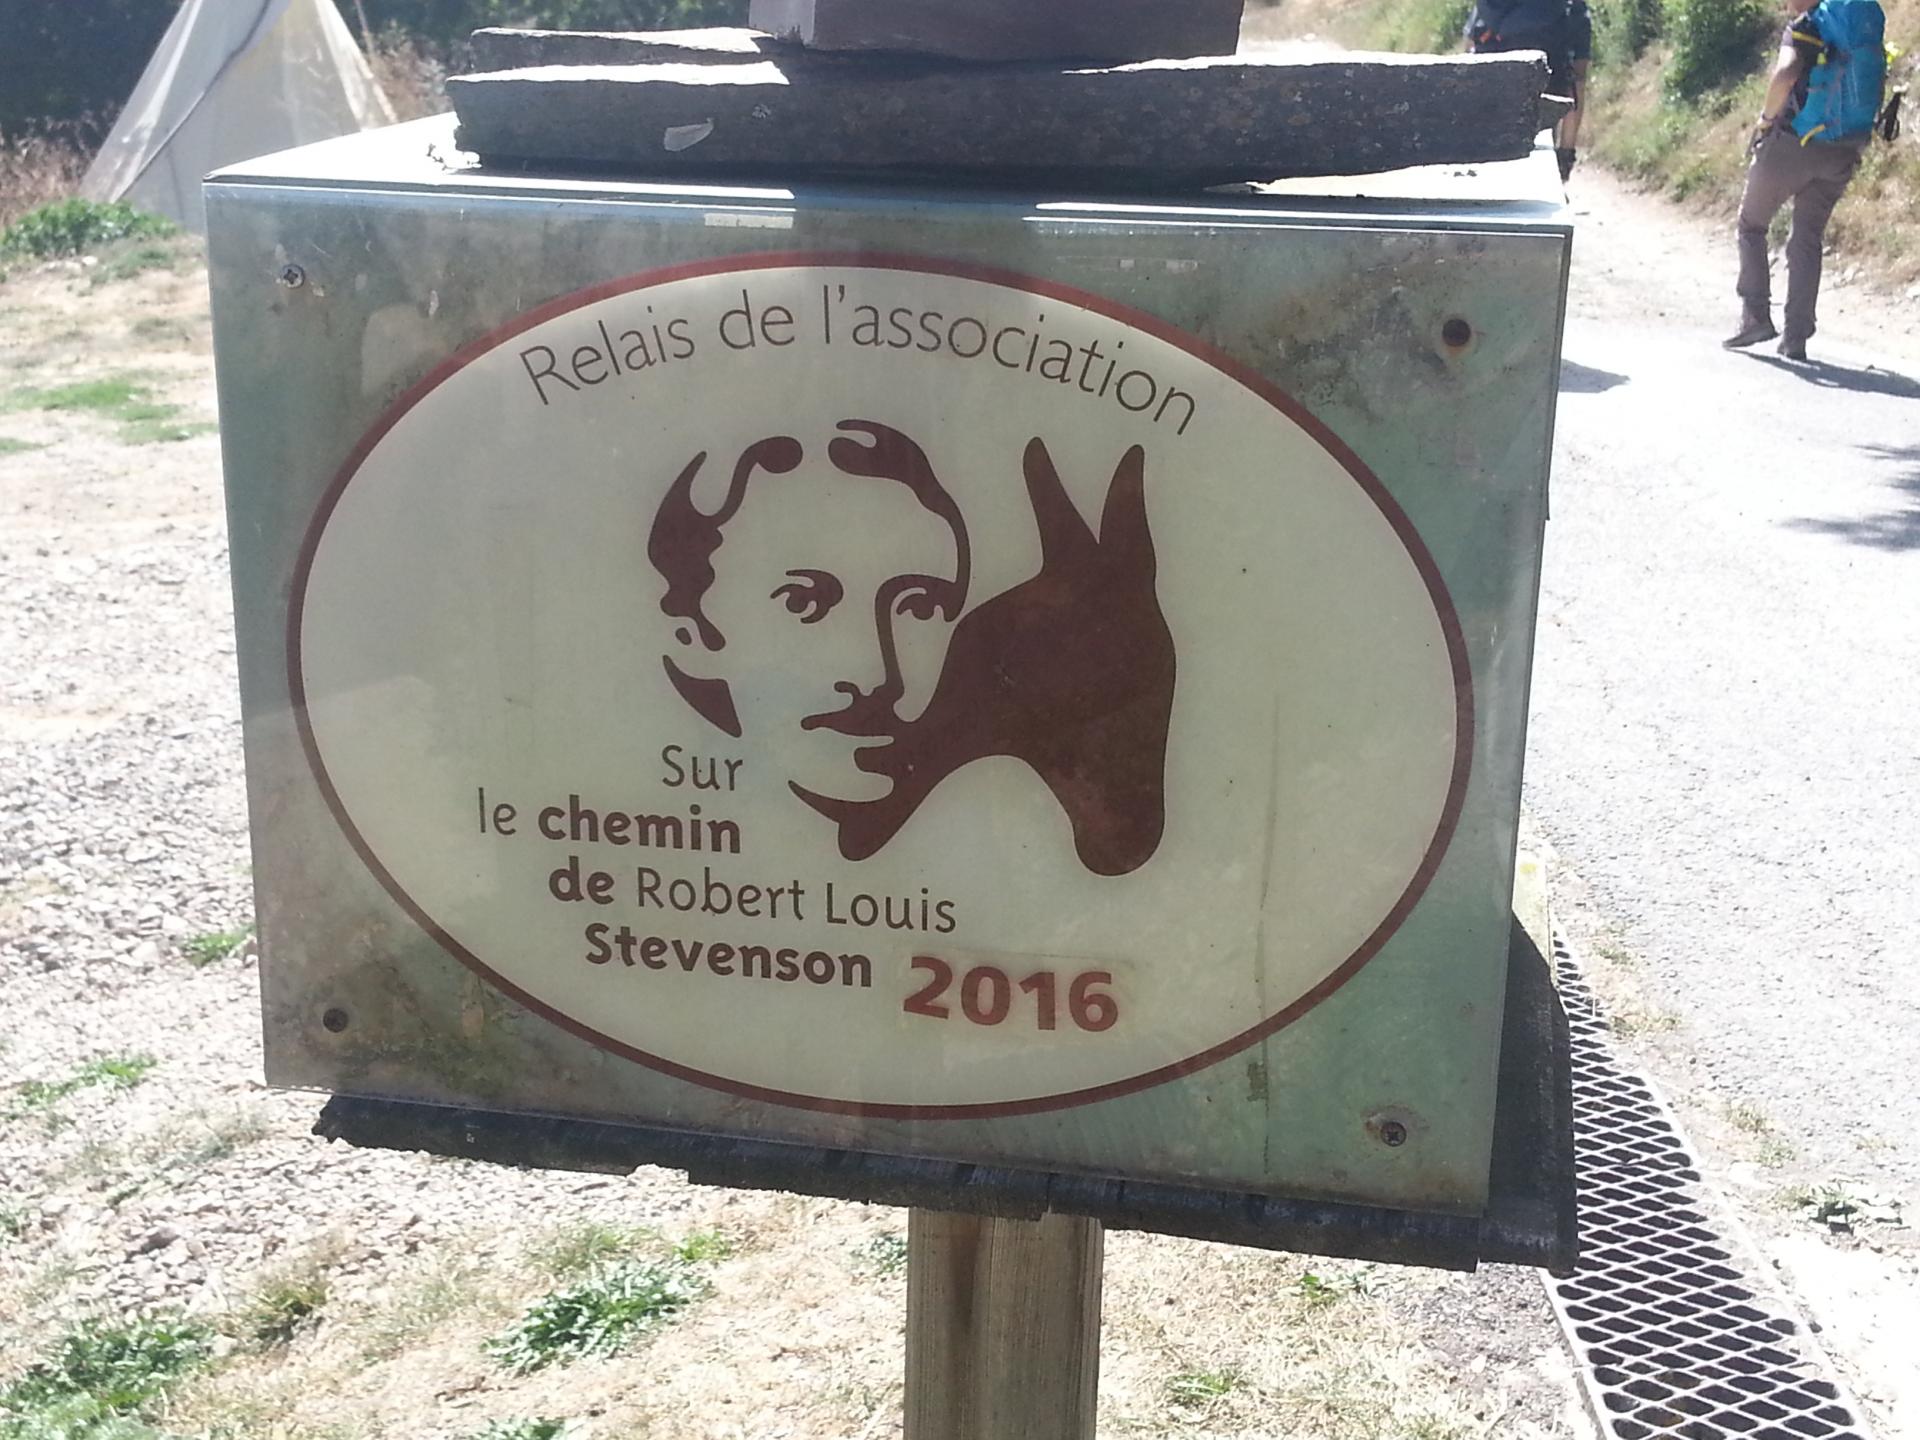 Relais de l'association
Sur
le chemin
de Robert Louis
Stevenson 2016